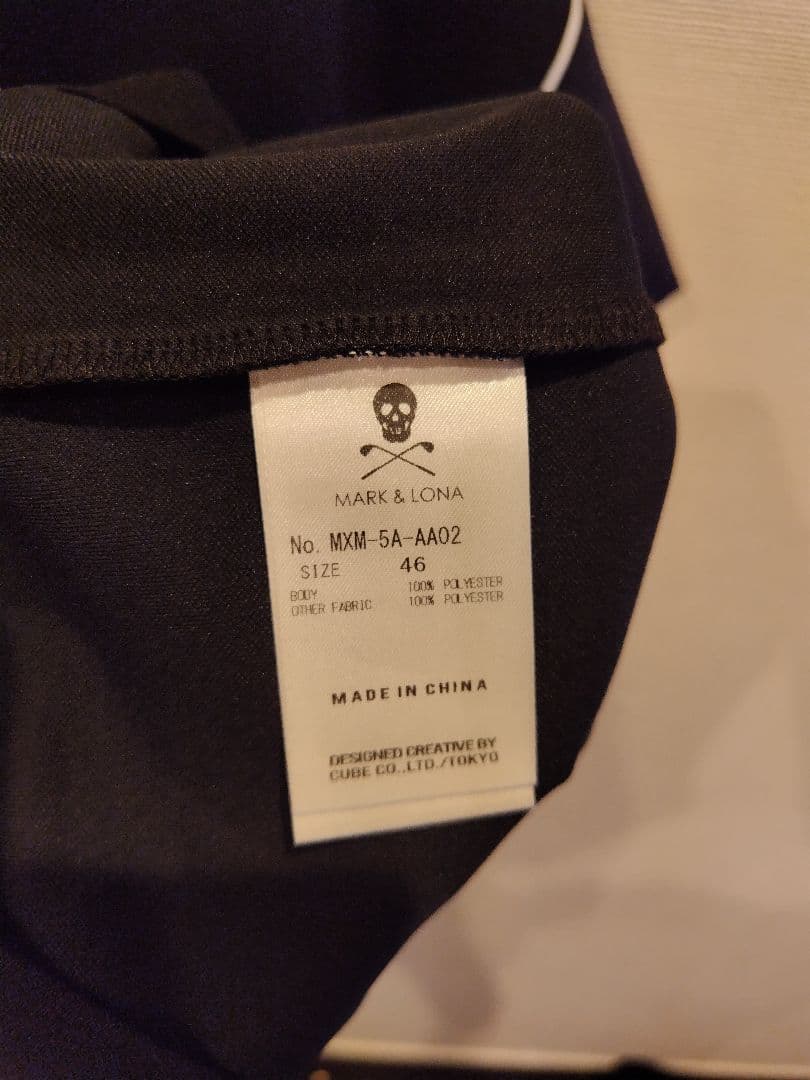 MARK & LONA
No. MXM-5A-AA02
SIZE 46
BODY 100% POLYESTER
OTHER FABRIC 100% POLYESTER
MADE IN CHINA
DESIGNED CREATIVE BY
CUBE CO.,LTD./TOKYO